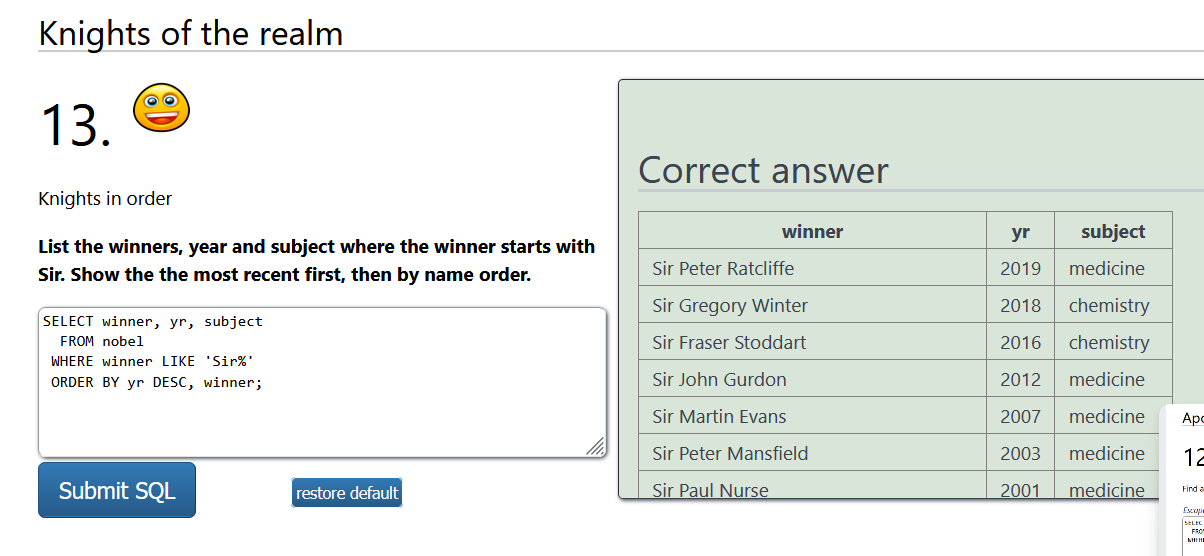 Knights of the realm
13.
Knights in order
List the winners, year and subject where the winner starts with
Sir. Show the the most recent first, then by name order.
SELECT winner, yr, subject
FROM nobel
WHERE winner LIKE 'Sir%'
ORDER BY yr DESC, winner;
Submit SQL
restore default
Correct answer
winner yr subject
Sir Peter Ratcliffe 2019 medicine
Sir Gregory Winter 2018 chemistry
Sir Fraser Stoddart 2016 chemistry
Sir John Gurdon 2012 medicine
Sir Martin Evans 2007 medicine
Sir Peter Mansfield 2003 medicine
Sir Paul Nurse 2001 medicine
12
Find a